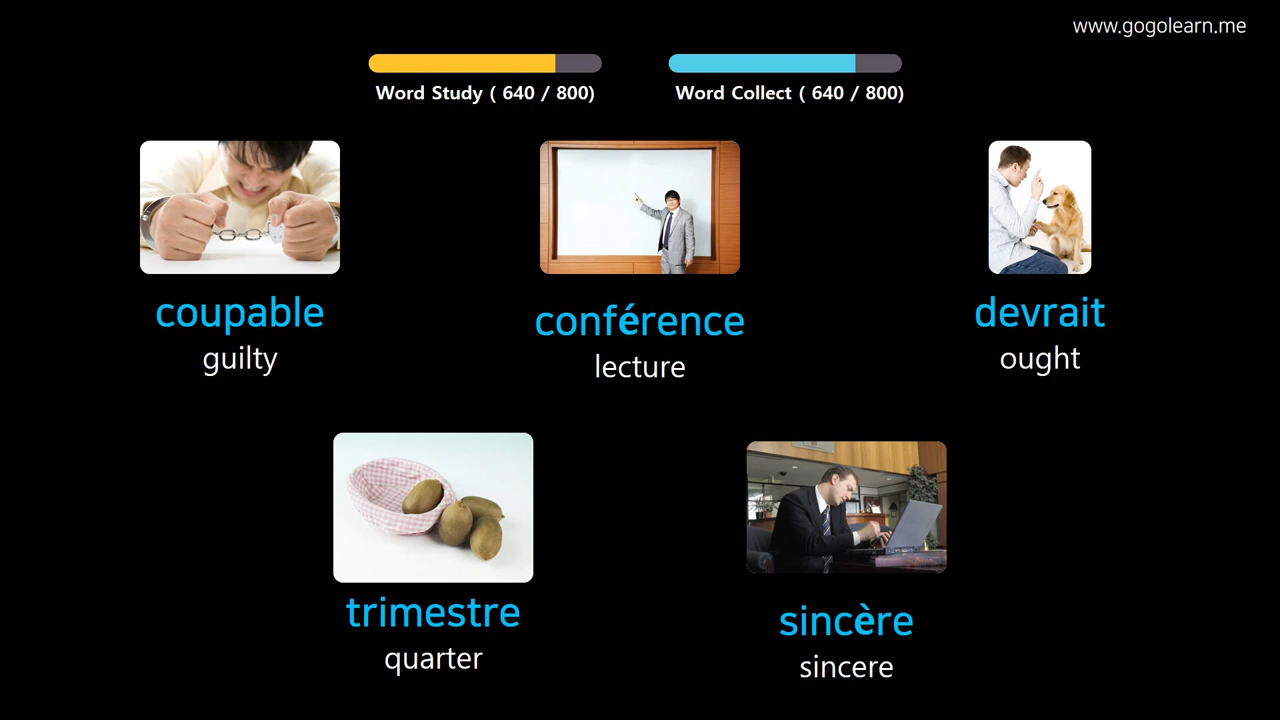 www.gogolearn.me
Word Study ( 640 / 800)
Word Collect ( 640 / 800)
coupable
guilty
conférence
lecture
devrait
ought
trimestre
quarter
sincère
sincere